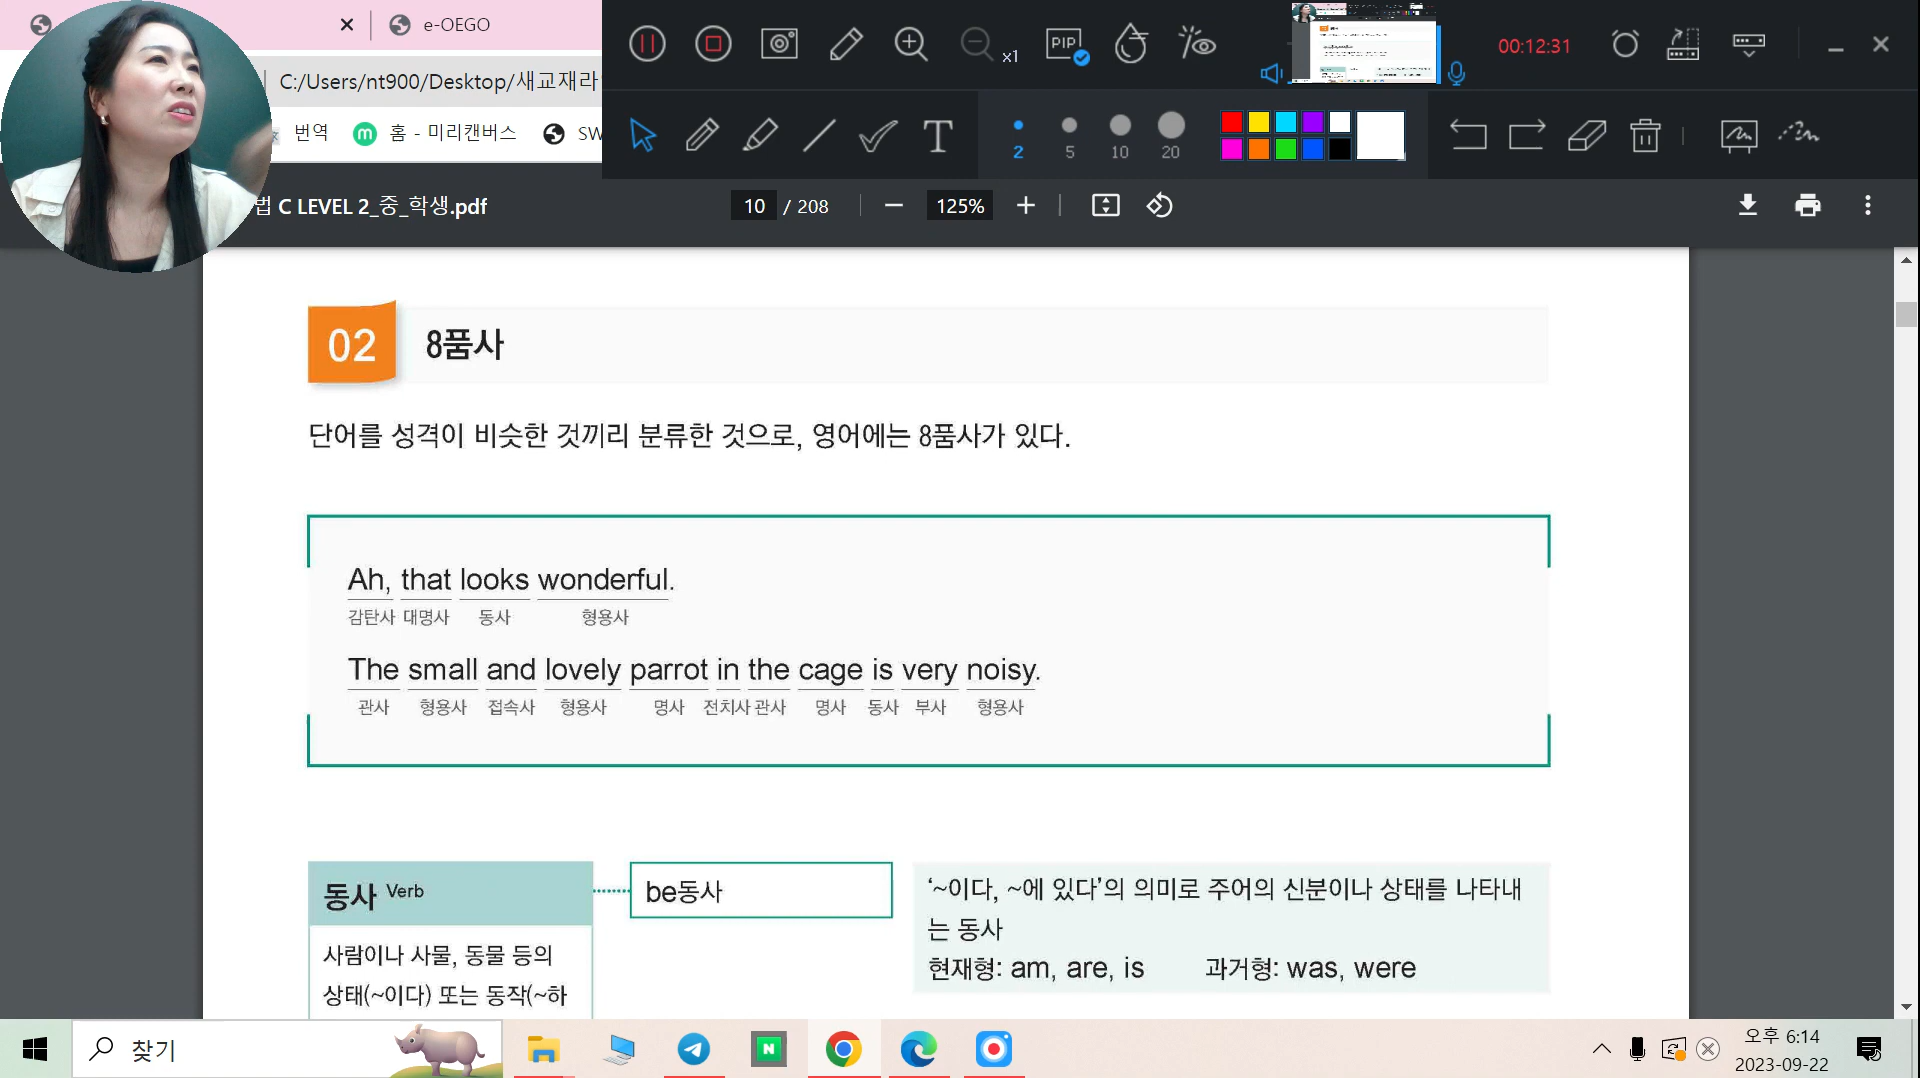 e-OEGO
x1
PIP
00:12:31
C:/Users/nt900/Desktop/새교재라
번역
홈 - 미리캔버스
SW
T
2
5
10
20
법 C LEVEL 2_중_학생.pdf
10 / 208
125%
02
8품사
단어를 성격이 비슷한 것끼리 분류한 것으로, 영어에는 8품사가 있다.
Ah, that looks wonderful.
감탄사 대명사 동사 형용사
The small and lovely parrot in the cage is very noisy.
관사 형용사 접속사 형용사 명사 전치사 관사 명사 동사 부사 형용사
동사 Verb
be동사
‘~이다, ~에 있다’의 의미로 주어의 신분이나 상태를 나타내
는 동사
현재형: am, are, is 과거형: was, were
사람이나 사물, 동물 등의
상태(~이다) 또는 동작(~하
찾기
오후 6:14
2023-09-22